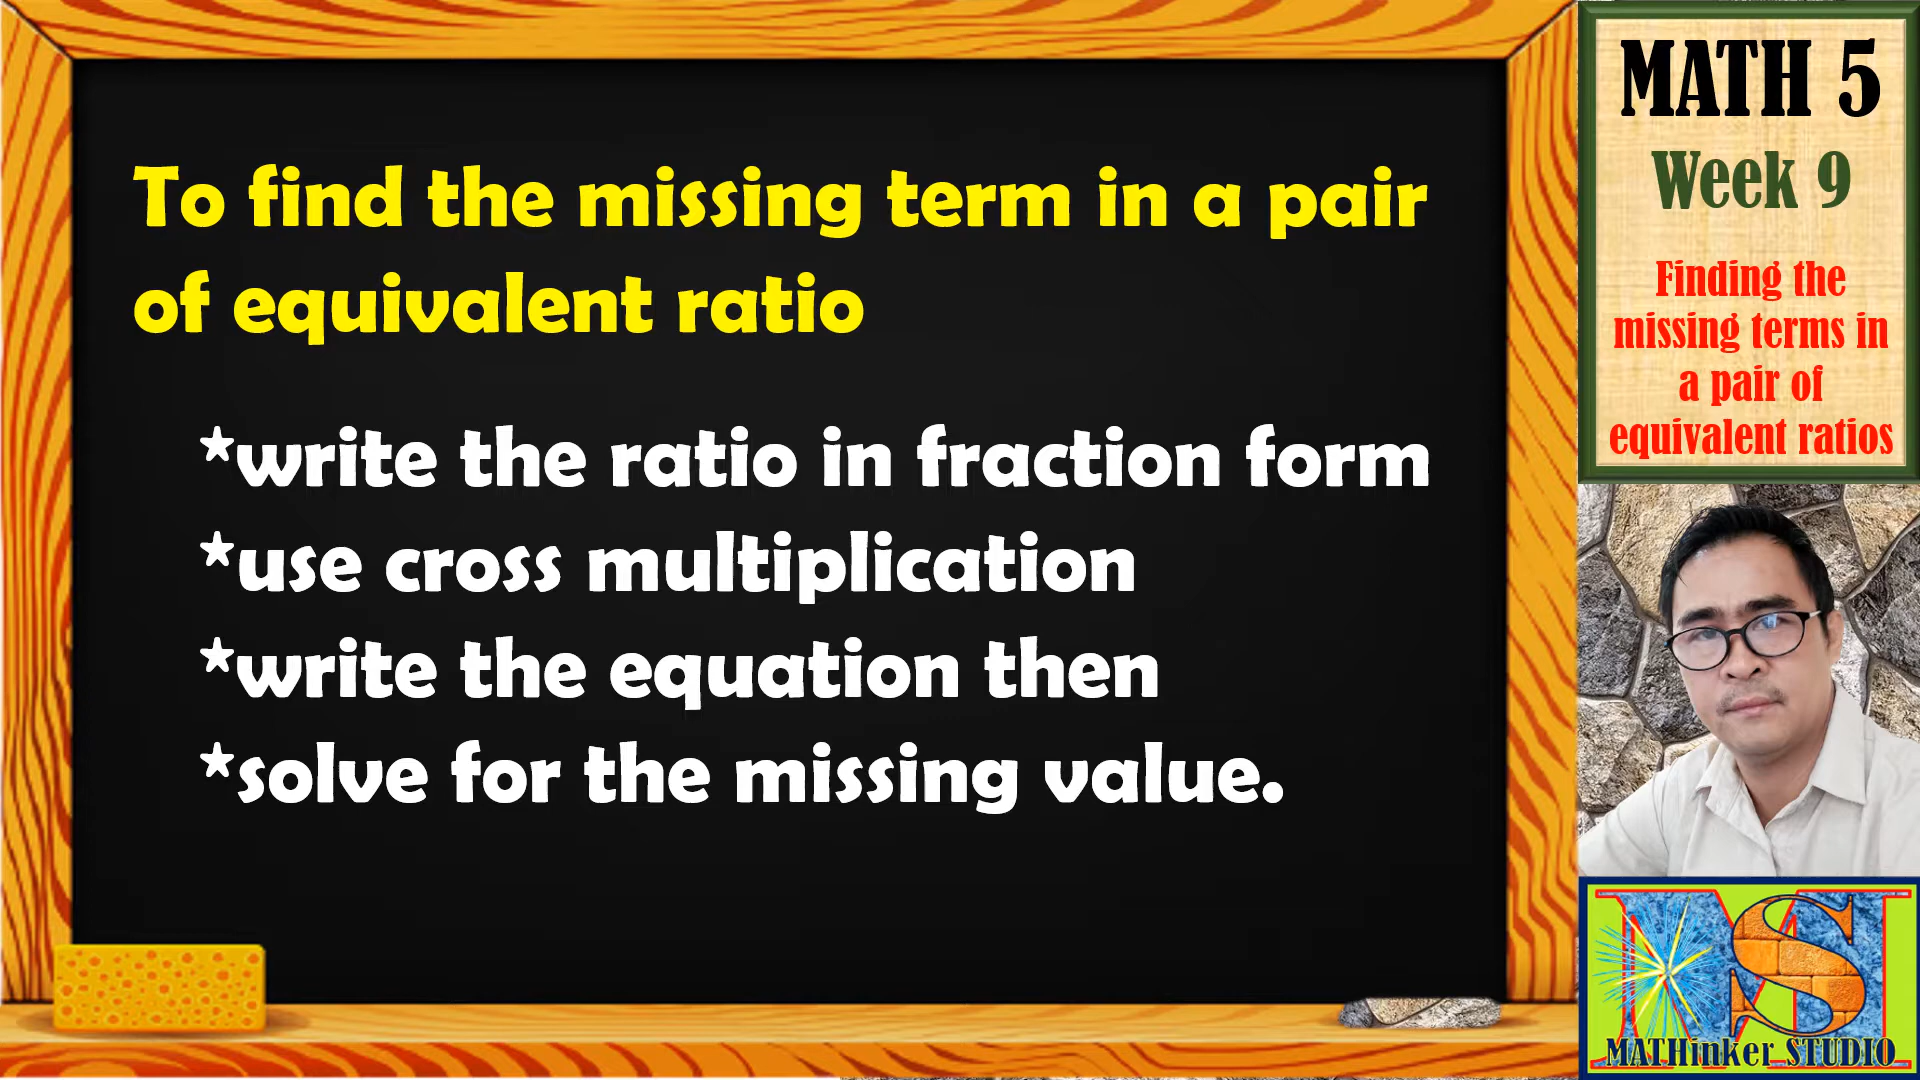 To find the missing term in a pair
of equivalent ratio
*write the ratio in fraction form
*use cross multiplication
*write the equation then
*solve for the missing value.
MATH 5
Week 9
Finding the
missing terms in
a pair of
equivalent ratios
MS
MATHinker STUDIO